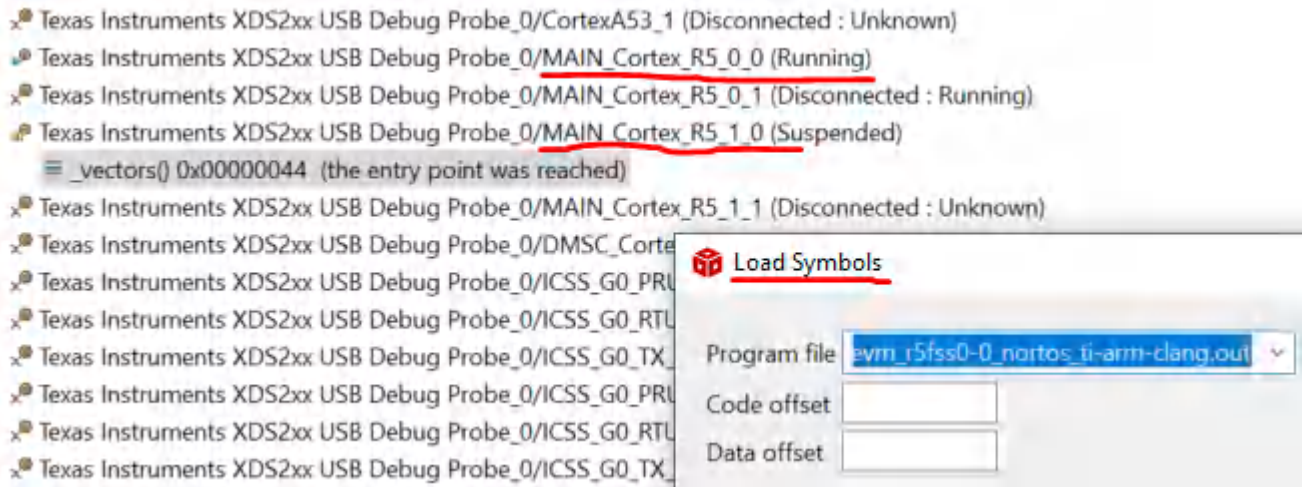 Texas Instruments XDS2xx USB Debug Probe_0/CortexA53_1 (Disconnected : Unknown)
Texas Instruments XDS2xx USB Debug Probe_0/MAIN_Cortex_R5_0_0 (Running)
Texas Instruments XDS2xx USB Debug Probe_0/MAIN_Cortex_R5_0_1 (Disconnected : Running)
Texas Instruments XDS2xx USB Debug Probe_0/MAIN_Cortex_R5_1_0 (Suspended)
_vectors() 0x00000044 (the entry point was reached)
Texas Instruments XDS2xx USB Debug Probe_0/MAIN_Cortex_R5_1_1 (Disconnected : Unknown)
Texas Instruments XDS2xx USB Debug Probe_0/DMSC_Corte
Texas Instruments XDS2xx USB Debug Probe_0/ICSS_G0_PRU
Texas Instruments XDS2xx USB Debug Probe_0/ICSS_G0_RTU
Texas Instruments XDS2xx USB Debug Probe_0/ICSS_G0_TX_
Texas Instruments XDS2xx USB Debug Probe_0/ICSS_G0_PRU
Texas Instruments XDS2xx USB Debug Probe_0/ICSS_G0_RTU
Texas Instruments XDS2xx USB Debug Probe_0/ICSS_G0_TX_
Load Symbols
Program file evm_r5fss0-0_nortos_ti-arm-clang.out
Code offset
Data offset